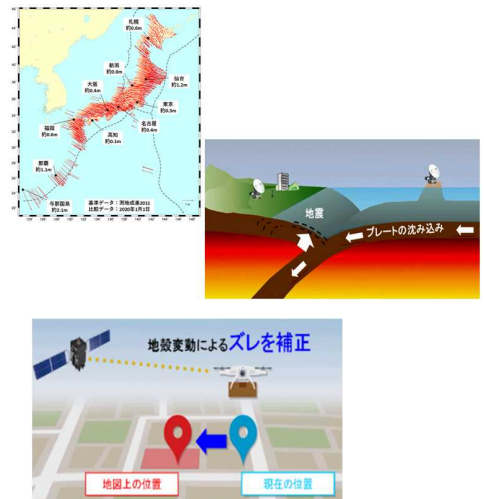 札幌
約0.6m
新潟
約0.8m
大阪
約0.4m
仙台
約1.2m
東京
約0.5m
名古屋
約0.4m
福岡
約0.6m
高知
約0.1m
那覇
約1.1m
与那国島
約2.1m
基準データ：測地成果2011
比較データ：2020年1月1日
地震
プレートの沈み込み
地殻変動によるズレを補正
地図上の位置
現在の位置